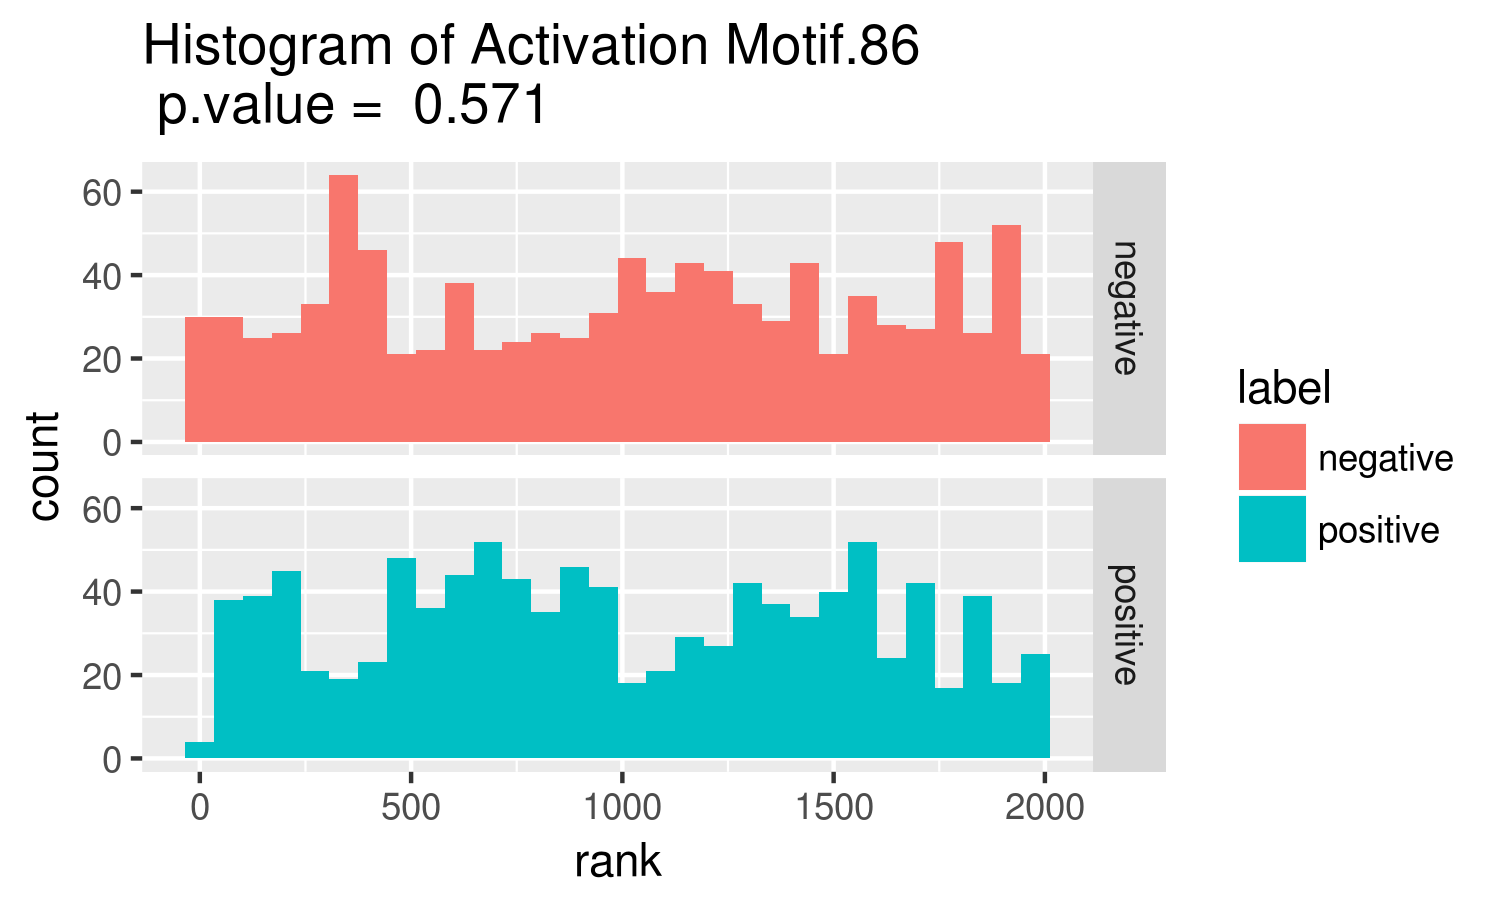 Histogram of Activation Motif.86
p.value =  0.571
60
40
20
0
negative
60
40
20
0
positive
count
0 500 1000 1500 2000
rank
label
negative
positive